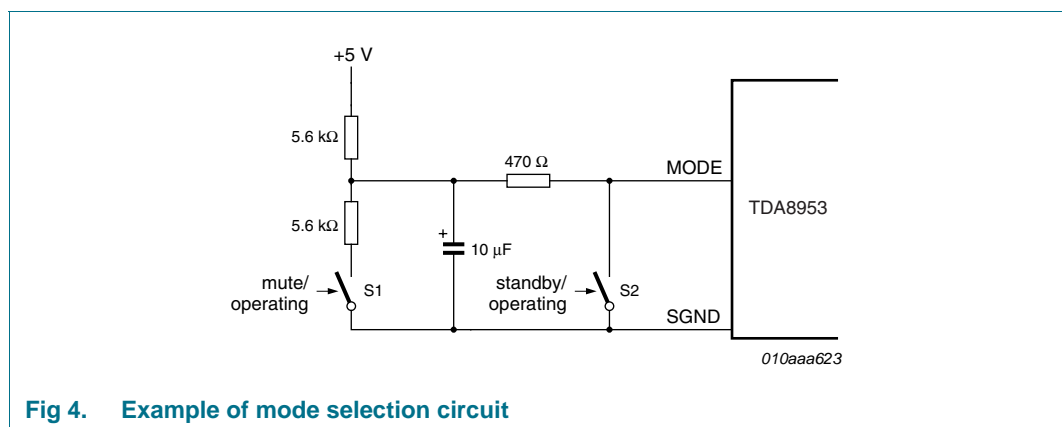 +5 V
5.6 kΩ
470 Ω
MODE
5.6 kΩ
TDA8953
+
10 μF
mute/
operating
S1
standby/
operating
S2
SGND
010aaa623
Fig 4. Example of mode selection circuit